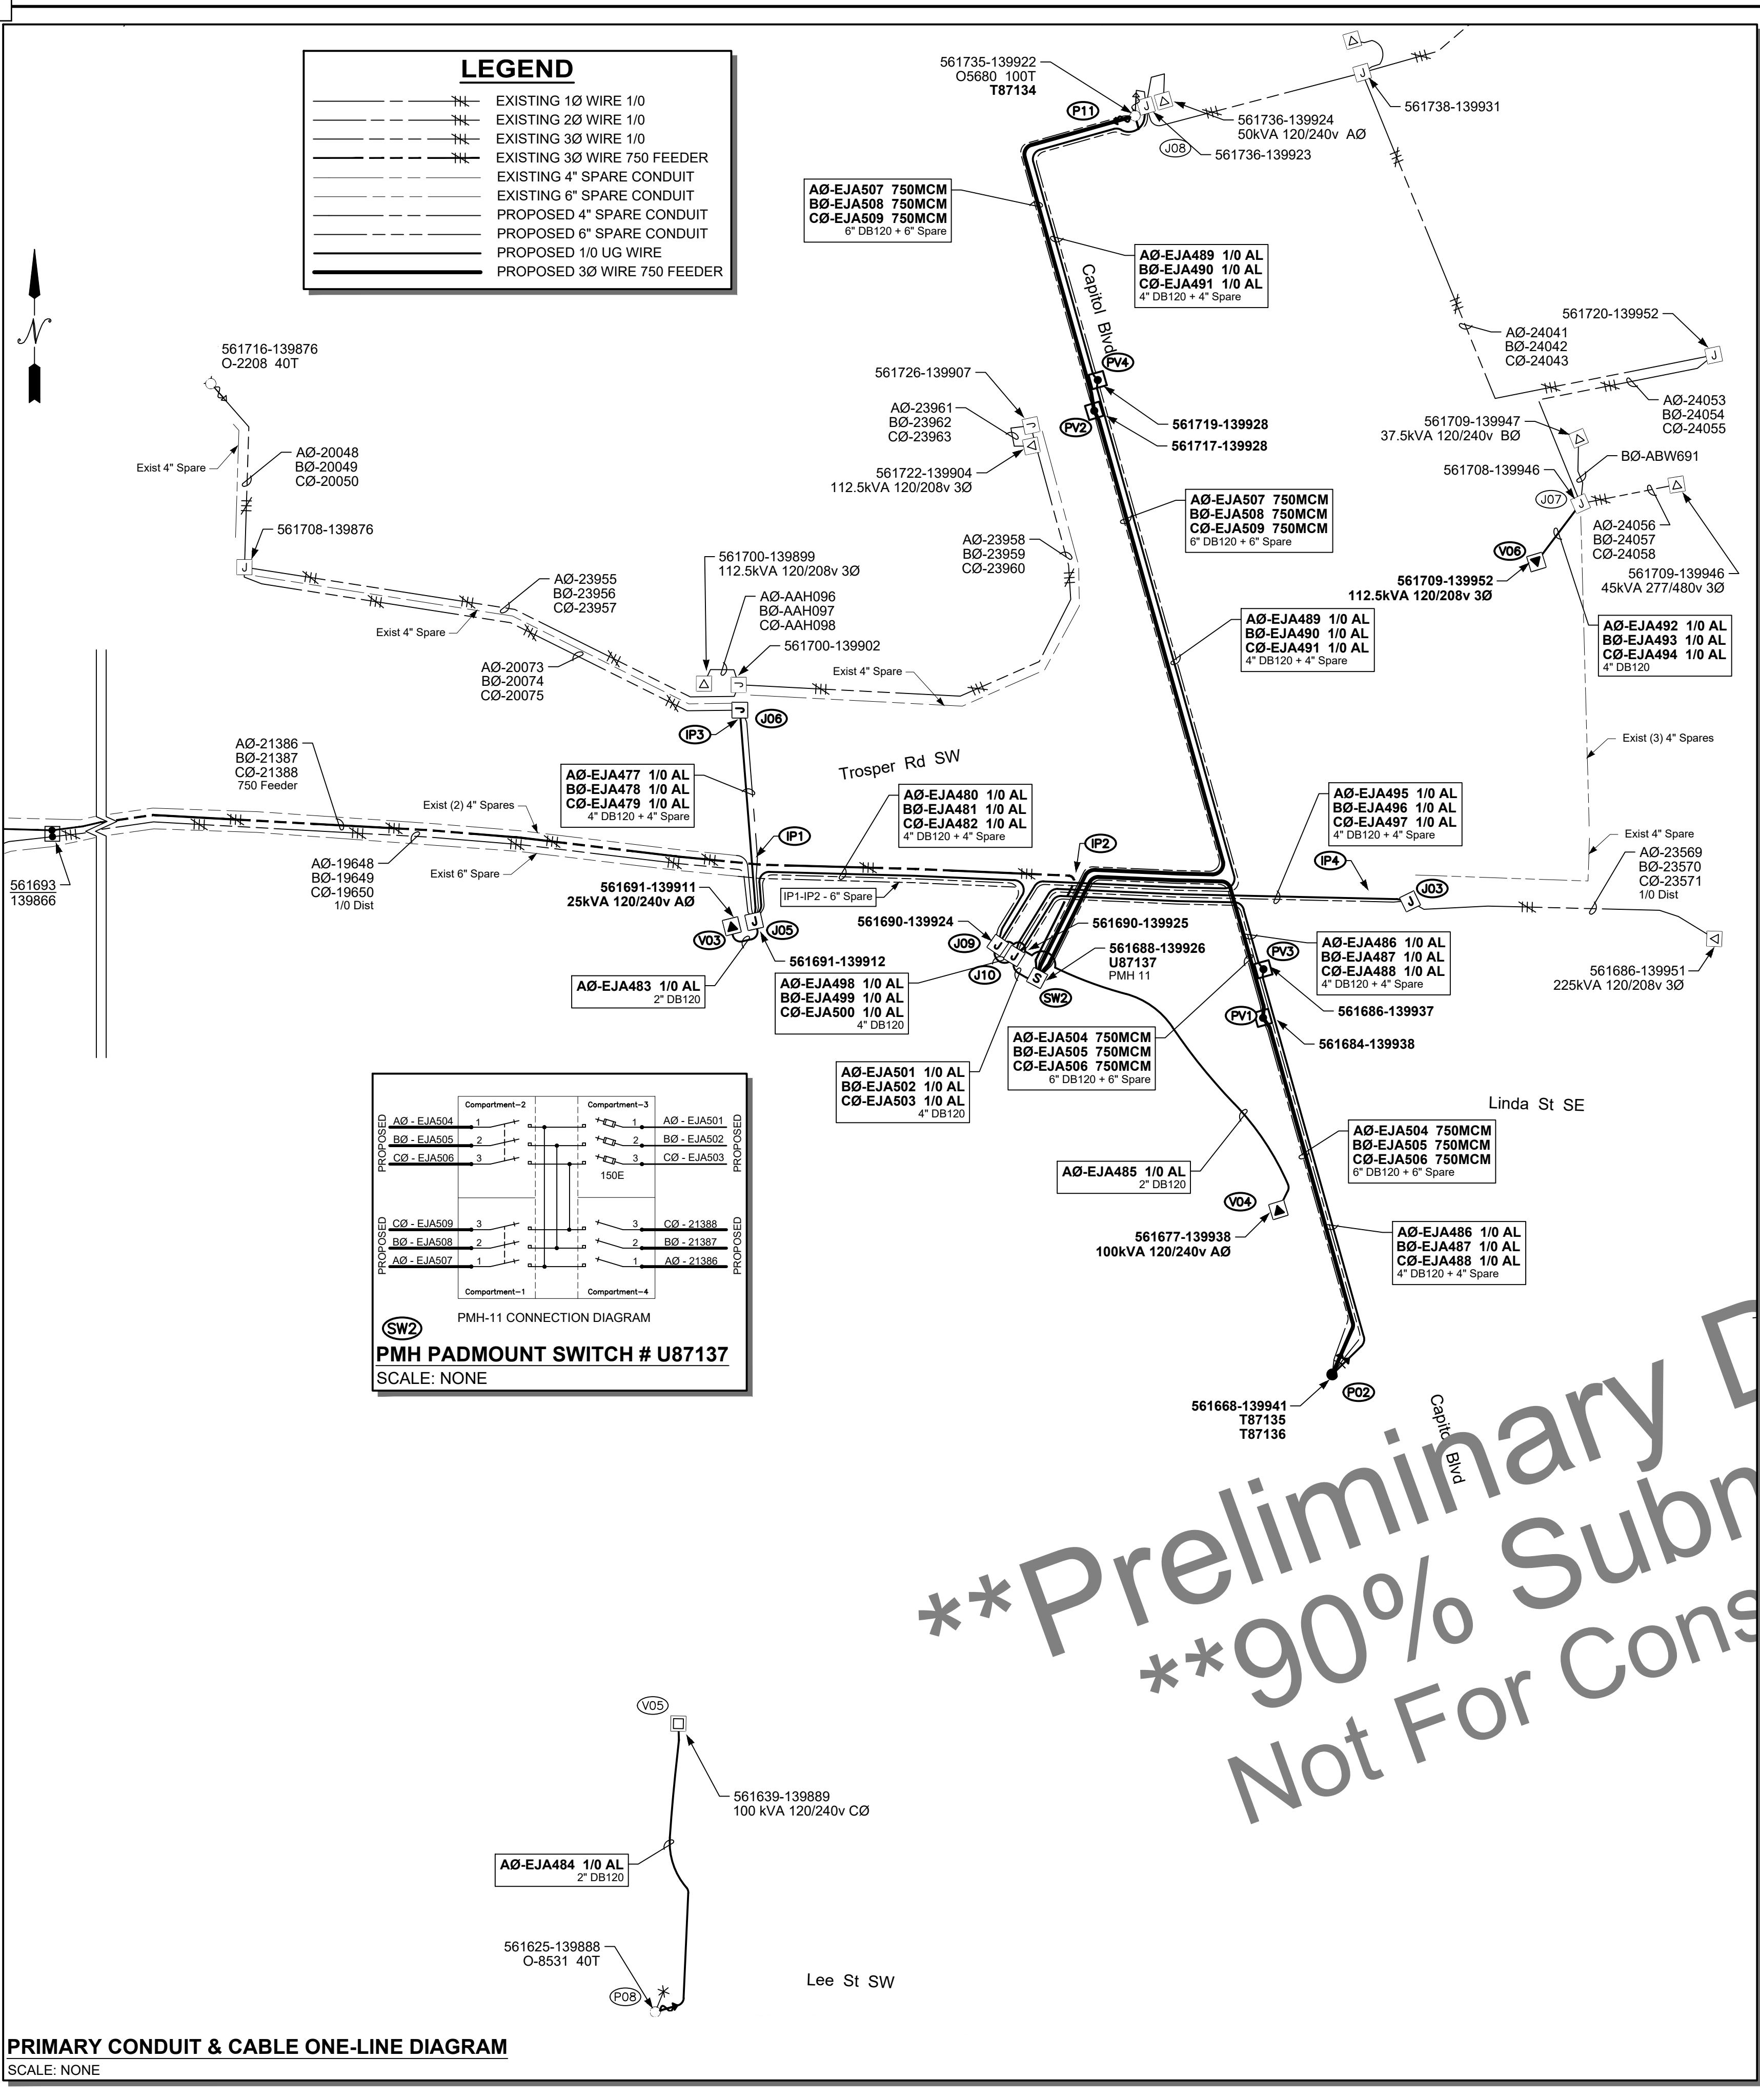 LEGEND
EXISTING 1Ø WIRE 1/0
EXISTING 2Ø WIRE 1/0
EXISTING 3Ø WIRE 1/0
EXISTING 3Ø WIRE 750 FEEDER
EXISTING 4" SPARE CONDUIT
EXISTING 6" SPARE CONDUIT
PROPOSED 4" SPARE CONDUIT
PROPOSED 6" SPARE CONDUIT
PROPOSED 1/0 UG WIRE
PROPOSED 3Ø WIRE 750 FEEDER
N
561735-139922
O5680 100T
T87134
P11
J
J08
561736-139924
50kVA 120/240v AØ
561736-139923
J
561738-139931
AØ-EJA507 750MCM
BØ-EJA508 750MCM
CØ-EJA509 750MCM
6" DB120 + 6" Spare
AØ-EJA489 1/0 AL
BØ-EJA490 1/0 AL
CØ-EJA491 1/0 AL
4" DB120 + 4" Spare
Capitol Blvd
561720-139952
J
AØ-24041
BØ-24042
CØ-24043
AØ-24053
BØ-24054
CØ-24055
561716-139876
O-2208 40T
Exist 4" Spare
AØ-20048
BØ-20049
CØ-20050
561708-139876
J
561726-139907
J
AØ-23961
BØ-23962
CØ-23963
561722-139904
112.5kVA 120/208v 3Ø
PV4
PV2
561719-139928
561717-139928
561709-139947
37.5kVA 120/240v BØ
BØ-ABW691
561708-139946
J07
J
AØ-24056
BØ-24057
CØ-24058
V06
561709-139946
45kVA 277/480v 3Ø
561709-139952
112.5kVA 120/208v 3Ø
AØ-EJA507 750MCM
BØ-EJA508 750MCM
CØ-EJA509 750MCM
6" DB120 + 6" Spare
AØ-23958
BØ-23959
CØ-23960
561700-139899
112.5kVA 120/208v 3Ø
AØ-23955
BØ-23956
CØ-23957
Exist 4" Spare
AØ-AAH096
BØ-AAH097
CØ-AAH098
561700-139902
AØ-20073
BØ-20074
CØ-20075
Exist 4" Spare
J
J
J06
IP3
AØ-EJA489 1/0 AL
BØ-EJA490 1/0 AL
CØ-EJA491 1/0 AL
4" DB120 + 4" Spare
AØ-EJA492 1/0 AL
BØ-EJA493 1/0 AL
CØ-EJA494 1/0 AL
4" DB120
Exist (3) 4" Spares
AØ-21386
BØ-21387
CØ-21388
750 Feeder
AØ-EJA477 1/0 AL
BØ-EJA478 1/0 AL
CØ-EJA479 1/0 AL
4" DB120 + 4" Spare
Trosper Rd SW
AØ-EJA480 1/0 AL
BØ-EJA481 1/0 AL
CØ-EJA482 1/0 AL
4" DB120 + 4" Spare
AØ-EJA495 1/0 AL
BØ-EJA496 1/0 AL
CØ-EJA497 1/0 AL
4" DB120 + 4" Spare
Exist (2) 4" Spares
IP1
IP2
IP4
Exist 4" Spare
AØ-23569
BØ-23570
CØ-23571
1/0 Dist
561693
139866
AØ-19648
BØ-19649
CØ-19650
1/0 Dist
Exist 6" Spare
561691-139911
25kVA 120/240v AØ
IP1-IP2 - 6" Spare
J
J03
V03
J
J05
561690-139924
561690-139925
J09
J
J
J10
561688-139926
U87137
PMH 11
S
SW2
561691-139912
AØ-EJA483 1/0 AL
2" DB120
AØ-EJA498 1/0 AL
BØ-EJA499 1/0 AL
CØ-EJA500 1/0 AL
4" DB120
PV3
AØ-EJA486 1/0 AL
BØ-EJA487 1/0 AL
CØ-EJA488 1/0 AL
4" DB120 + 4" Spare
561686-139951
225kVA 120/208v 3Ø
561686-139937
PV1
561684-139938
AØ-EJA504 750MCM
BØ-EJA505 750MCM
CØ-EJA506 750MCM
6" DB120 + 6" Spare
AØ-EJA501 1/0 AL
BØ-EJA502 1/0 AL
CØ-EJA503 1/0 AL
4" DB120
Linda St SE
AØ-EJA504 750MCM
BØ-EJA505 750MCM
CØ-EJA506 750MCM
6" DB120 + 6" Spare
AØ-EJA485 1/0 AL
2" DB120
V04
561677-139938
100kVA 120/240v AØ
AØ-EJA486 1/0 AL
BØ-EJA487 1/0 AL
CØ-EJA488 1/0 AL
4" DB120 + 4" Spare
Compartment-2
Compartment-3
PROPOSED
AØ - EJA504 1
1 AØ - EJA501
BØ - EJA505 2
2 BØ - EJA502
CØ - EJA506 3
3 CØ - EJA503
PROPOSED
150E
PROPOSED
CØ - EJA509 3
3 CØ - 21388
BØ - EJA508 2
2 BØ - 21387
AØ - EJA507 1
1 AØ - 21386
PROPOSED
Compartment-1
Compartment-4
PMH-11 CONNECTION DIAGRAM
SW2
PMH PADMOUNT SWITCH # U87137
SCALE: NONE
561668-139941
T87135
T87136
P02
Capitol Blvd
**Preliminary D
**90% Subm
Not For Cons
V05
561639-139889
100 kVA 120/240v CØ
AØ-EJA484 1/0 AL
2" DB120
561625-139888
O-8531 40T
P08
Lee St SW
PRIMARY CONDUIT & CABLE ONE-LINE DIAGRAM
SCALE: NONE